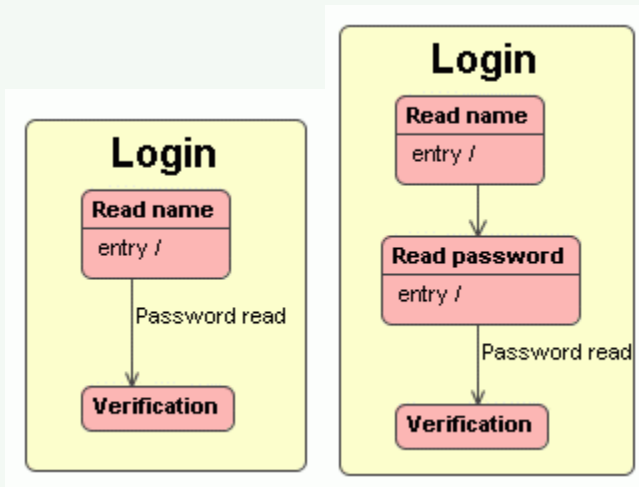 Login
Read name
entry /
Password read
Verification
Login
Read name
entry /
Read password
entry /
Password read
Verification